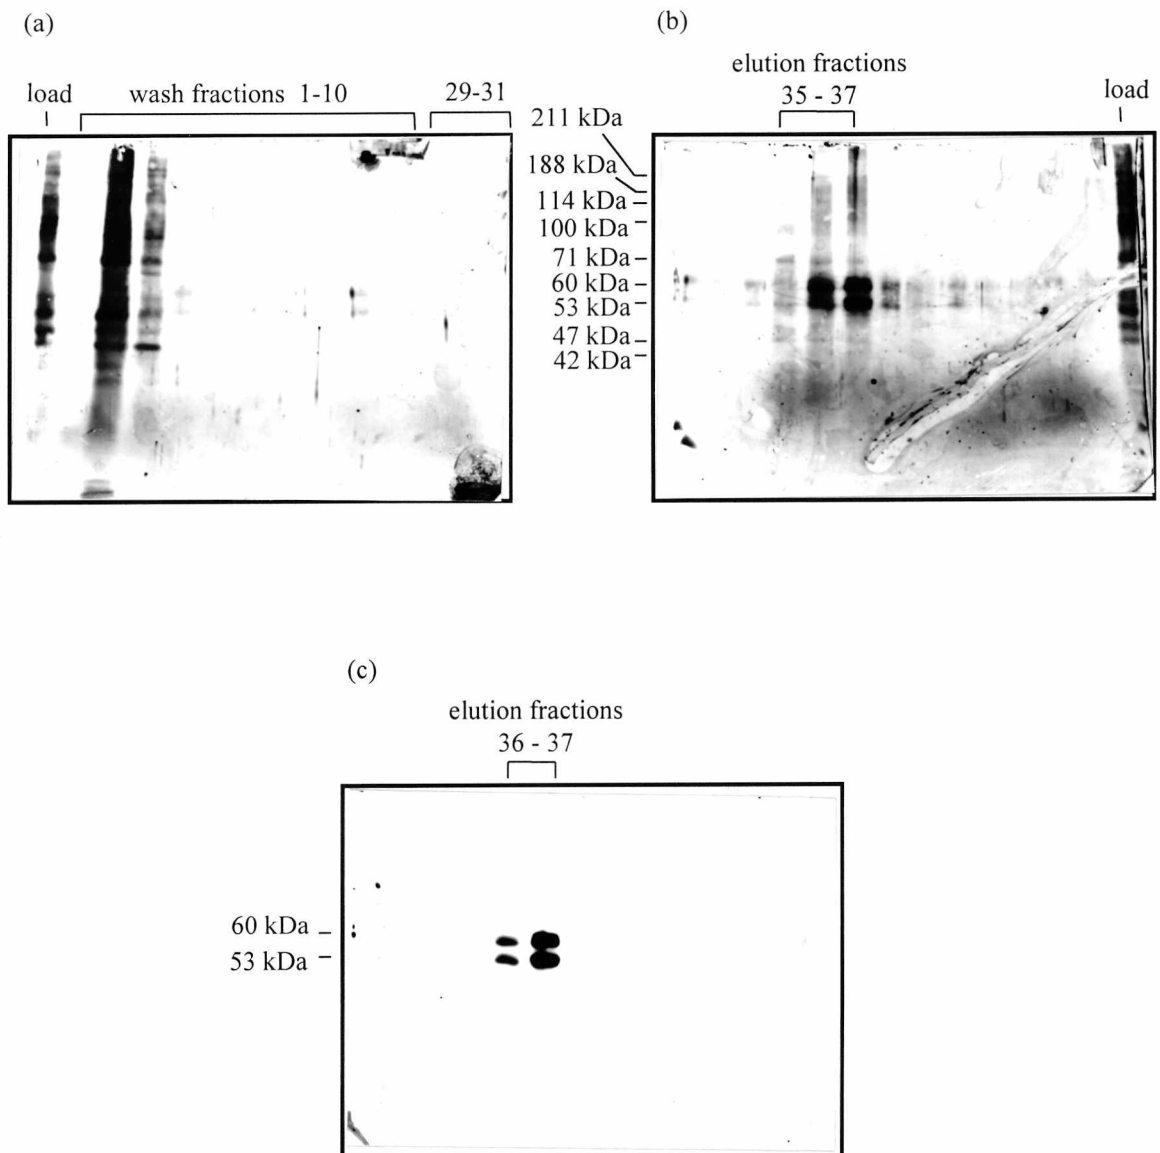 (a)
load wash fractions 1-10 29-31
(b)
elution fractions
35 - 37
load
211 kDa
188 kDa
114 kDa
100 kDa
71 kDa
60 kDa
53 kDa
47 kDa
42 kDa
(c)
elution fractions
36 - 37
60 kDa
53 kDa